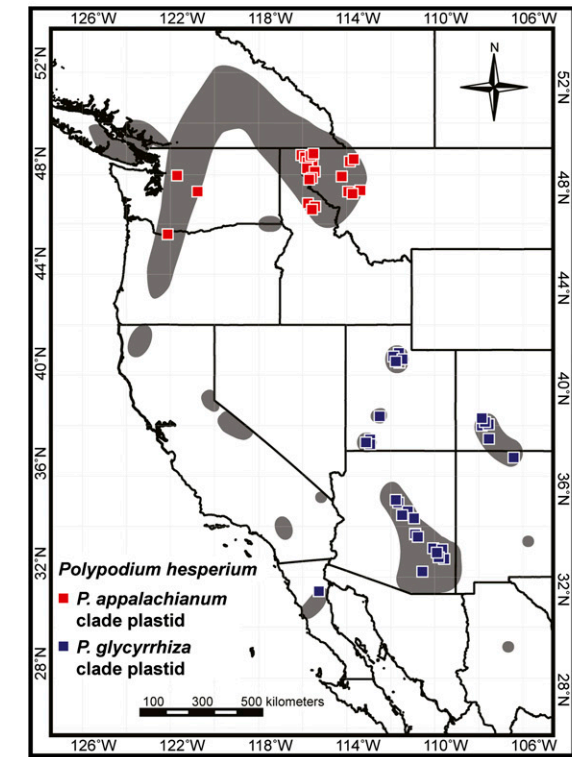 126°W 122°W 118°W 114°W 110°W 106°W
N
52°N 52°N
48°N 48°N
44°N 44°N
40°N 40°N
36°N 36°N
32°N 32°N
28°N 28°N
Polypodium hesperium
P. appalachianum
clade plastid
P. glycyrrhiza
clade plastid
100 300 500 kilometers
126°W 122°W 118°W 114°W 110°W 106°W